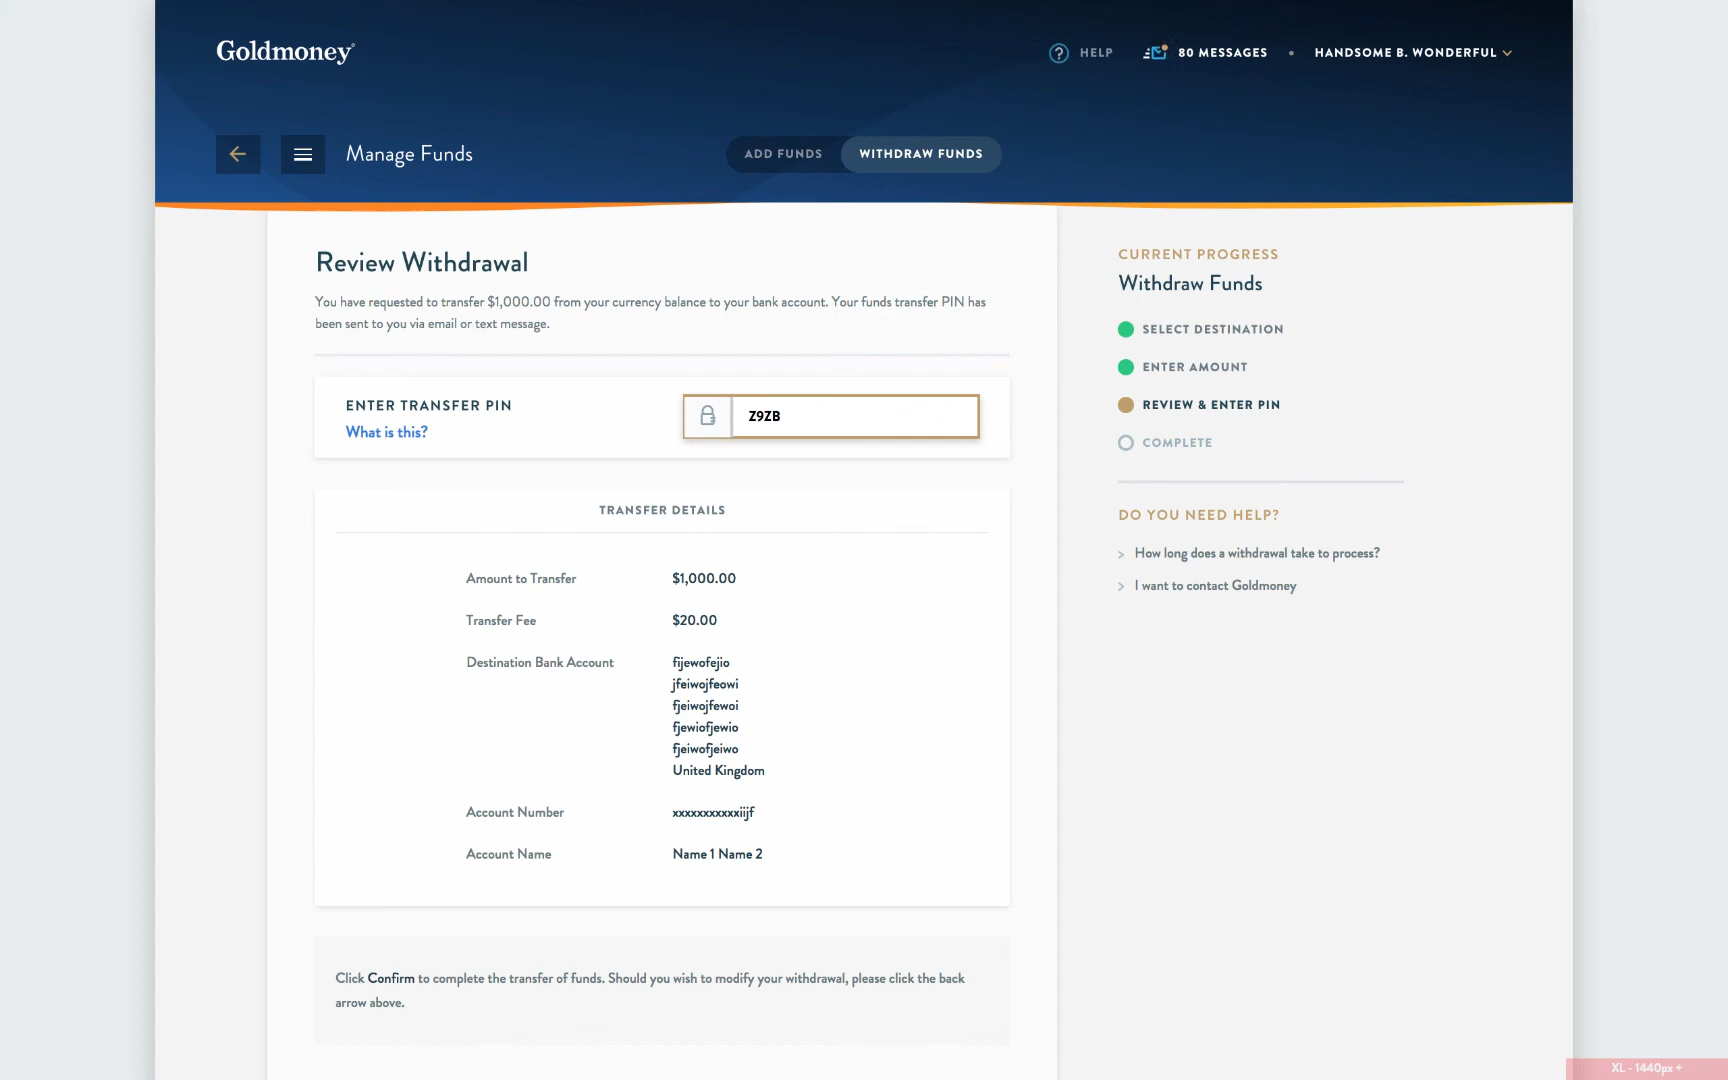 Goldmoney®
? HELP
80 MESSAGES • HANDSOME B. WONDERFUL
Manage Funds
ADD FUNDS
WITHDRAW FUNDS
Review Withdrawal
You have requested to transfer $1,000.00 from your currency balance to your bank account. Your funds transfer PIN has
been sent to you via email or text message.
ENTER TRANSFER PIN
What is this?
Z9ZB
TRANSFER DETAILS
Amount to Transfer $1,000.00
Transfer Fee $20.00
Destination Bank Account fijewofejio
jfeiwojfeowi
fjeiwojfewoi
fjewiofjewio
fjeiwofjeiwo
United Kingdom
Account Number xxxxxxxxxxxiijf
Account Name Name 1 Name 2
Click Confirm to complete the transfer of funds. Should you wish to modify your withdrawal, please click the back
arrow above.
CURRENT PROGRESS
Withdraw Funds
SELECT DESTINATION
ENTER AMOUNT
REVIEW & ENTER PIN
COMPLETE
DO YOU NEED HELP?
> How long does a withdrawal take to process?
> I want to contact Goldmoney
XL - 1440px +